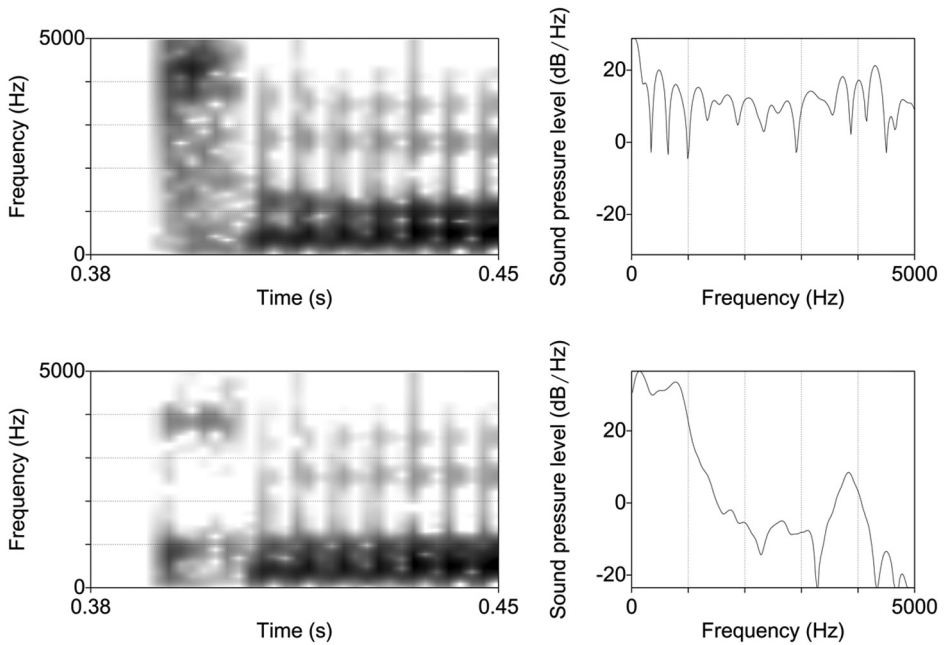 5000
Frequency (Hz)
0
0.38
0.45
Time (s)
Sound pressure level (dB / Hz)
20
0
-20
0
5000
Frequency (Hz)
5000
Frequency (Hz)
0
0.38
0.45
Time (s)
Sound pressure level (dB / Hz)
20
0
-20
0
5000
Frequency (Hz)